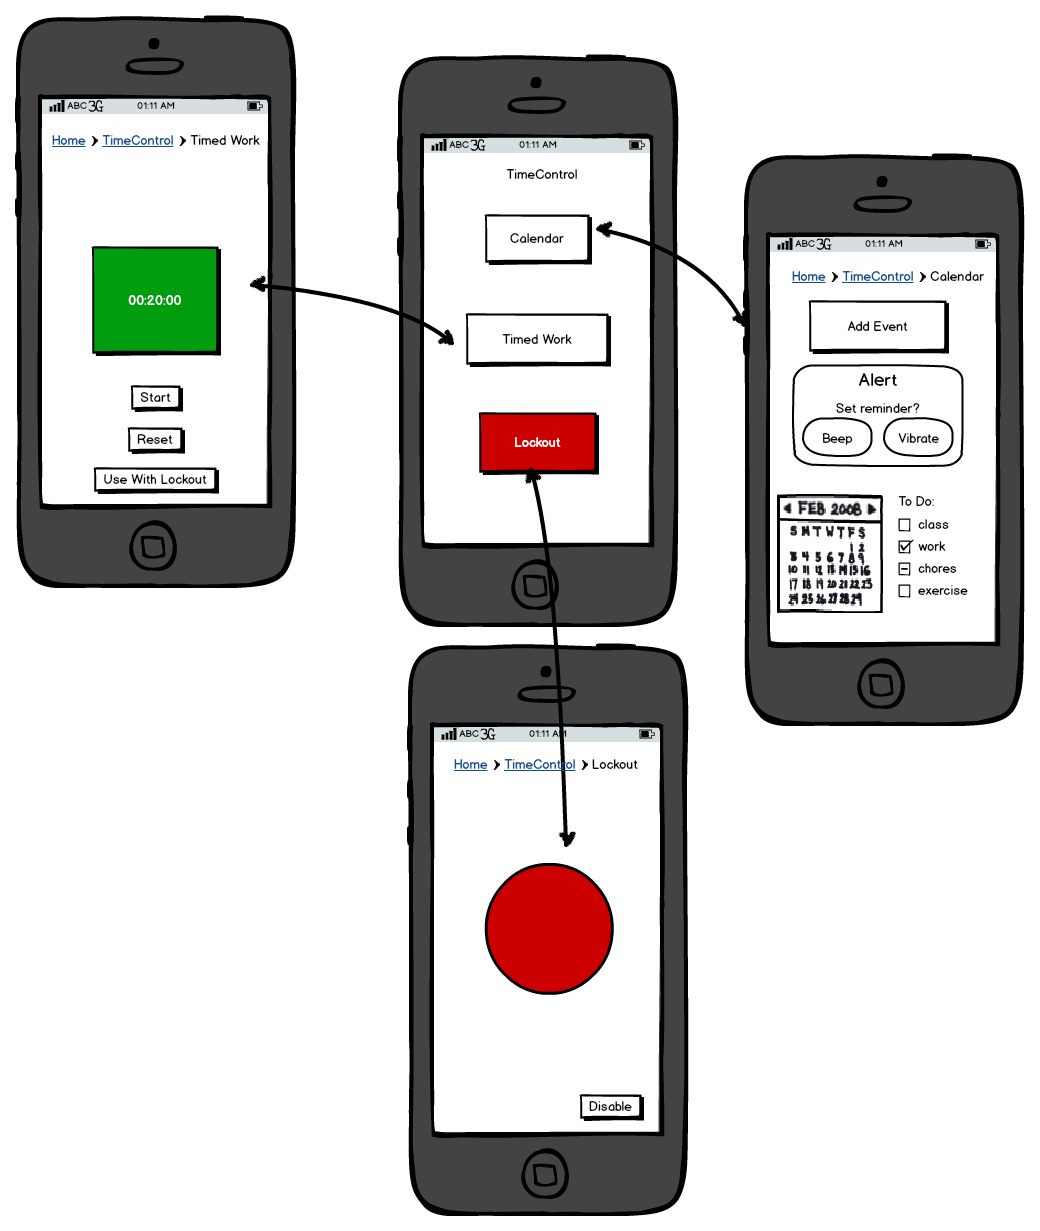 ABC 3G 01:11 AM
Home > TimeControl > Timed Work
00:20:00
Start
Reset
Use With Lockout
ABC 3G 01:11 AM
TimeControl
Calendar
Timed Work
Lockout
ABC 3G 01:11 AM
Home > TimeControl > Calendar
Add Event
Alert
Set reminder?
Beep Vibrate
FEB 2008
S M T W T F S
1 2
3 4 5 6 7 8 9
10 11 12 13 14 15 16
17 18 19 20 21 22 23
24 25 26 27 28 29
To Do:
class
work
chores
exercise
ABC 3G 01:11 AM
Home > TimeControl > Lockout
Disable